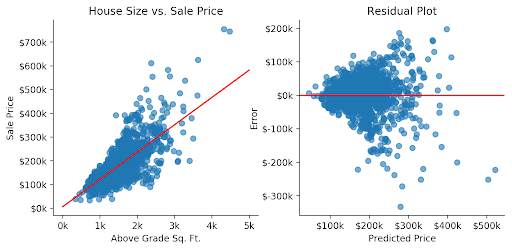 House Size vs. Sale Price
$700k
$600k
$500k
$400k
$300k
$200k
$100k
$0k
Sale Price
0k 1k 2k 3k 4k 5k
Above Grade Sq. Ft.
Residual Plot
$200k
$100k
$0k
$-100k
$-200k
$-300k
Error
$100k $200k $300k $400k $500k
Predicted Price